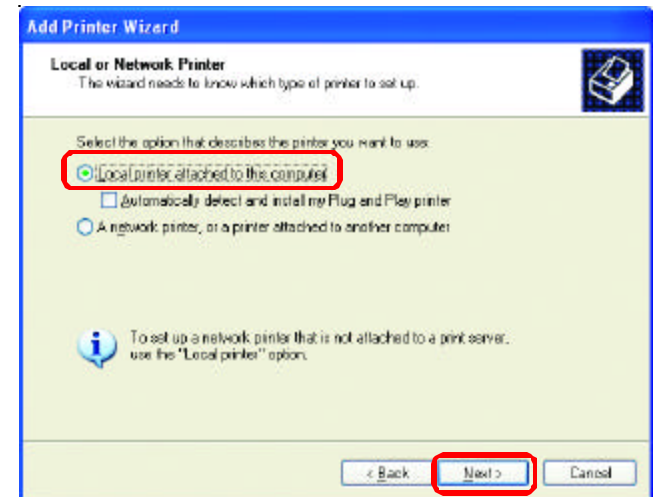 Add Printer Wizard
Local or Network Printer
The wizard needs to know which type of printer to set up.
Select the option that describes the printer you want to use:
Local printer attached to this computer
Automatically detect and install my Plug and Play printer
A network printer, or a printer attached to another computer
To set up a network printer that is not attached to a print server,
use the "Local printer" option.
< Back Next > Cancel